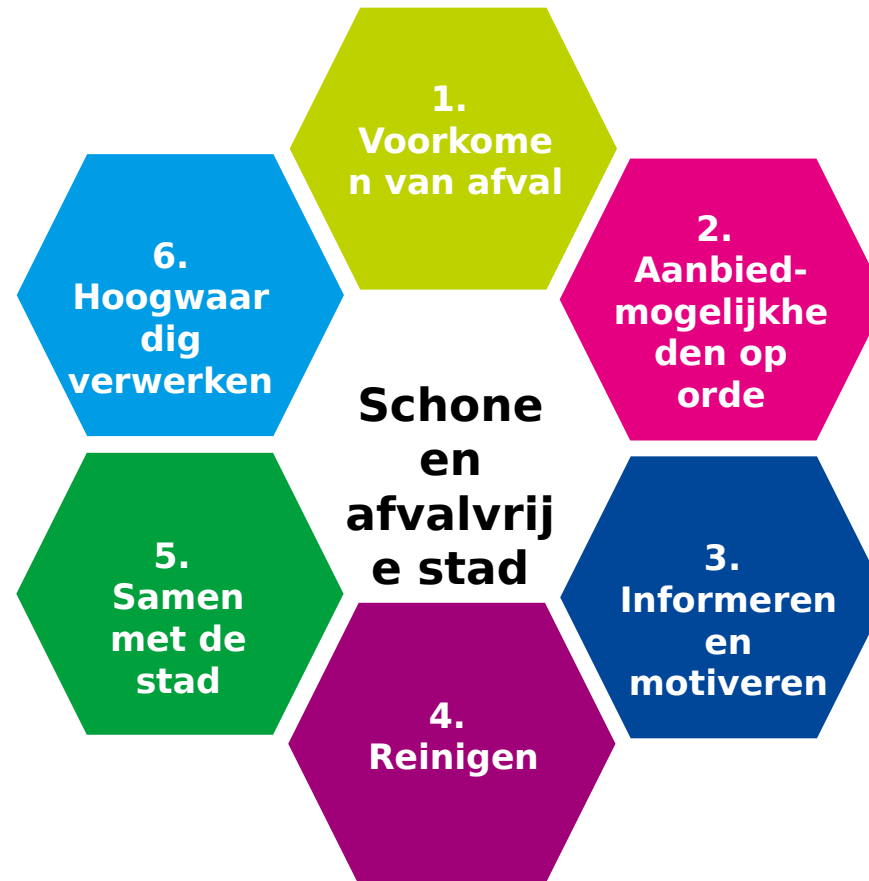 1.
Voorkome
n van afval
2.
Aanbied-
mogelijkhe
den op
orde
3.
Informeren
en
motiveren
4.
Reinigen
5.
Samen
met de
stad
6.
Hoogwaar
dig
verwerken
Schone
en
afvalvrij
e stad